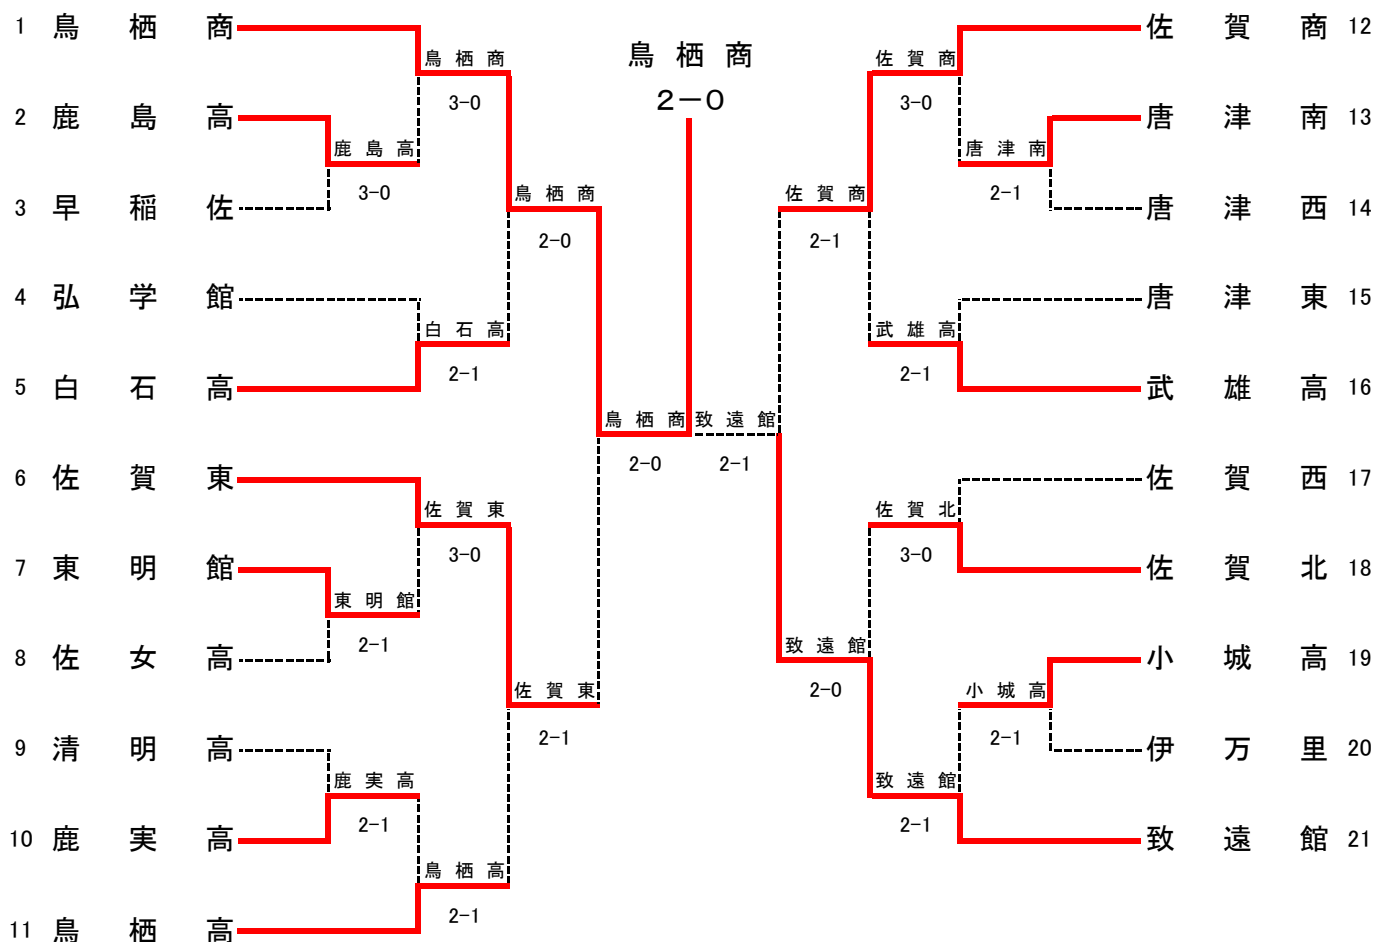 1 鳥栖商
2 鹿島高
3 早稲佐
4 弘学館
5 白石高
6 佐賀東
7 東明館
8 佐女高
9 清明高
10 鹿実高
11 鳥栖高
鹿島高
3-0
東明館
2-1
鹿実高
2-1
鳥栖商
3-0
白石高
2-1
佐賀東
3-0
鳥栖高
2-1
鳥栖商
2-0
佐賀東
2-1
鳥栖商
2-0
鳥栖商
2-0
致遠館
2-1
佐賀商
2-1
致遠館
2-0
佐賀商
3-0
武雄高
2-1
佐賀北
3-0
致遠館
2-1
唐津南
2-1
小城高
2-1
佐賀商 12
唐津南 13
唐津西 14
唐津東 15
武雄高 16
佐賀西 17
佐賀北 18
小城高 19
伊万里 20
致遠館 21